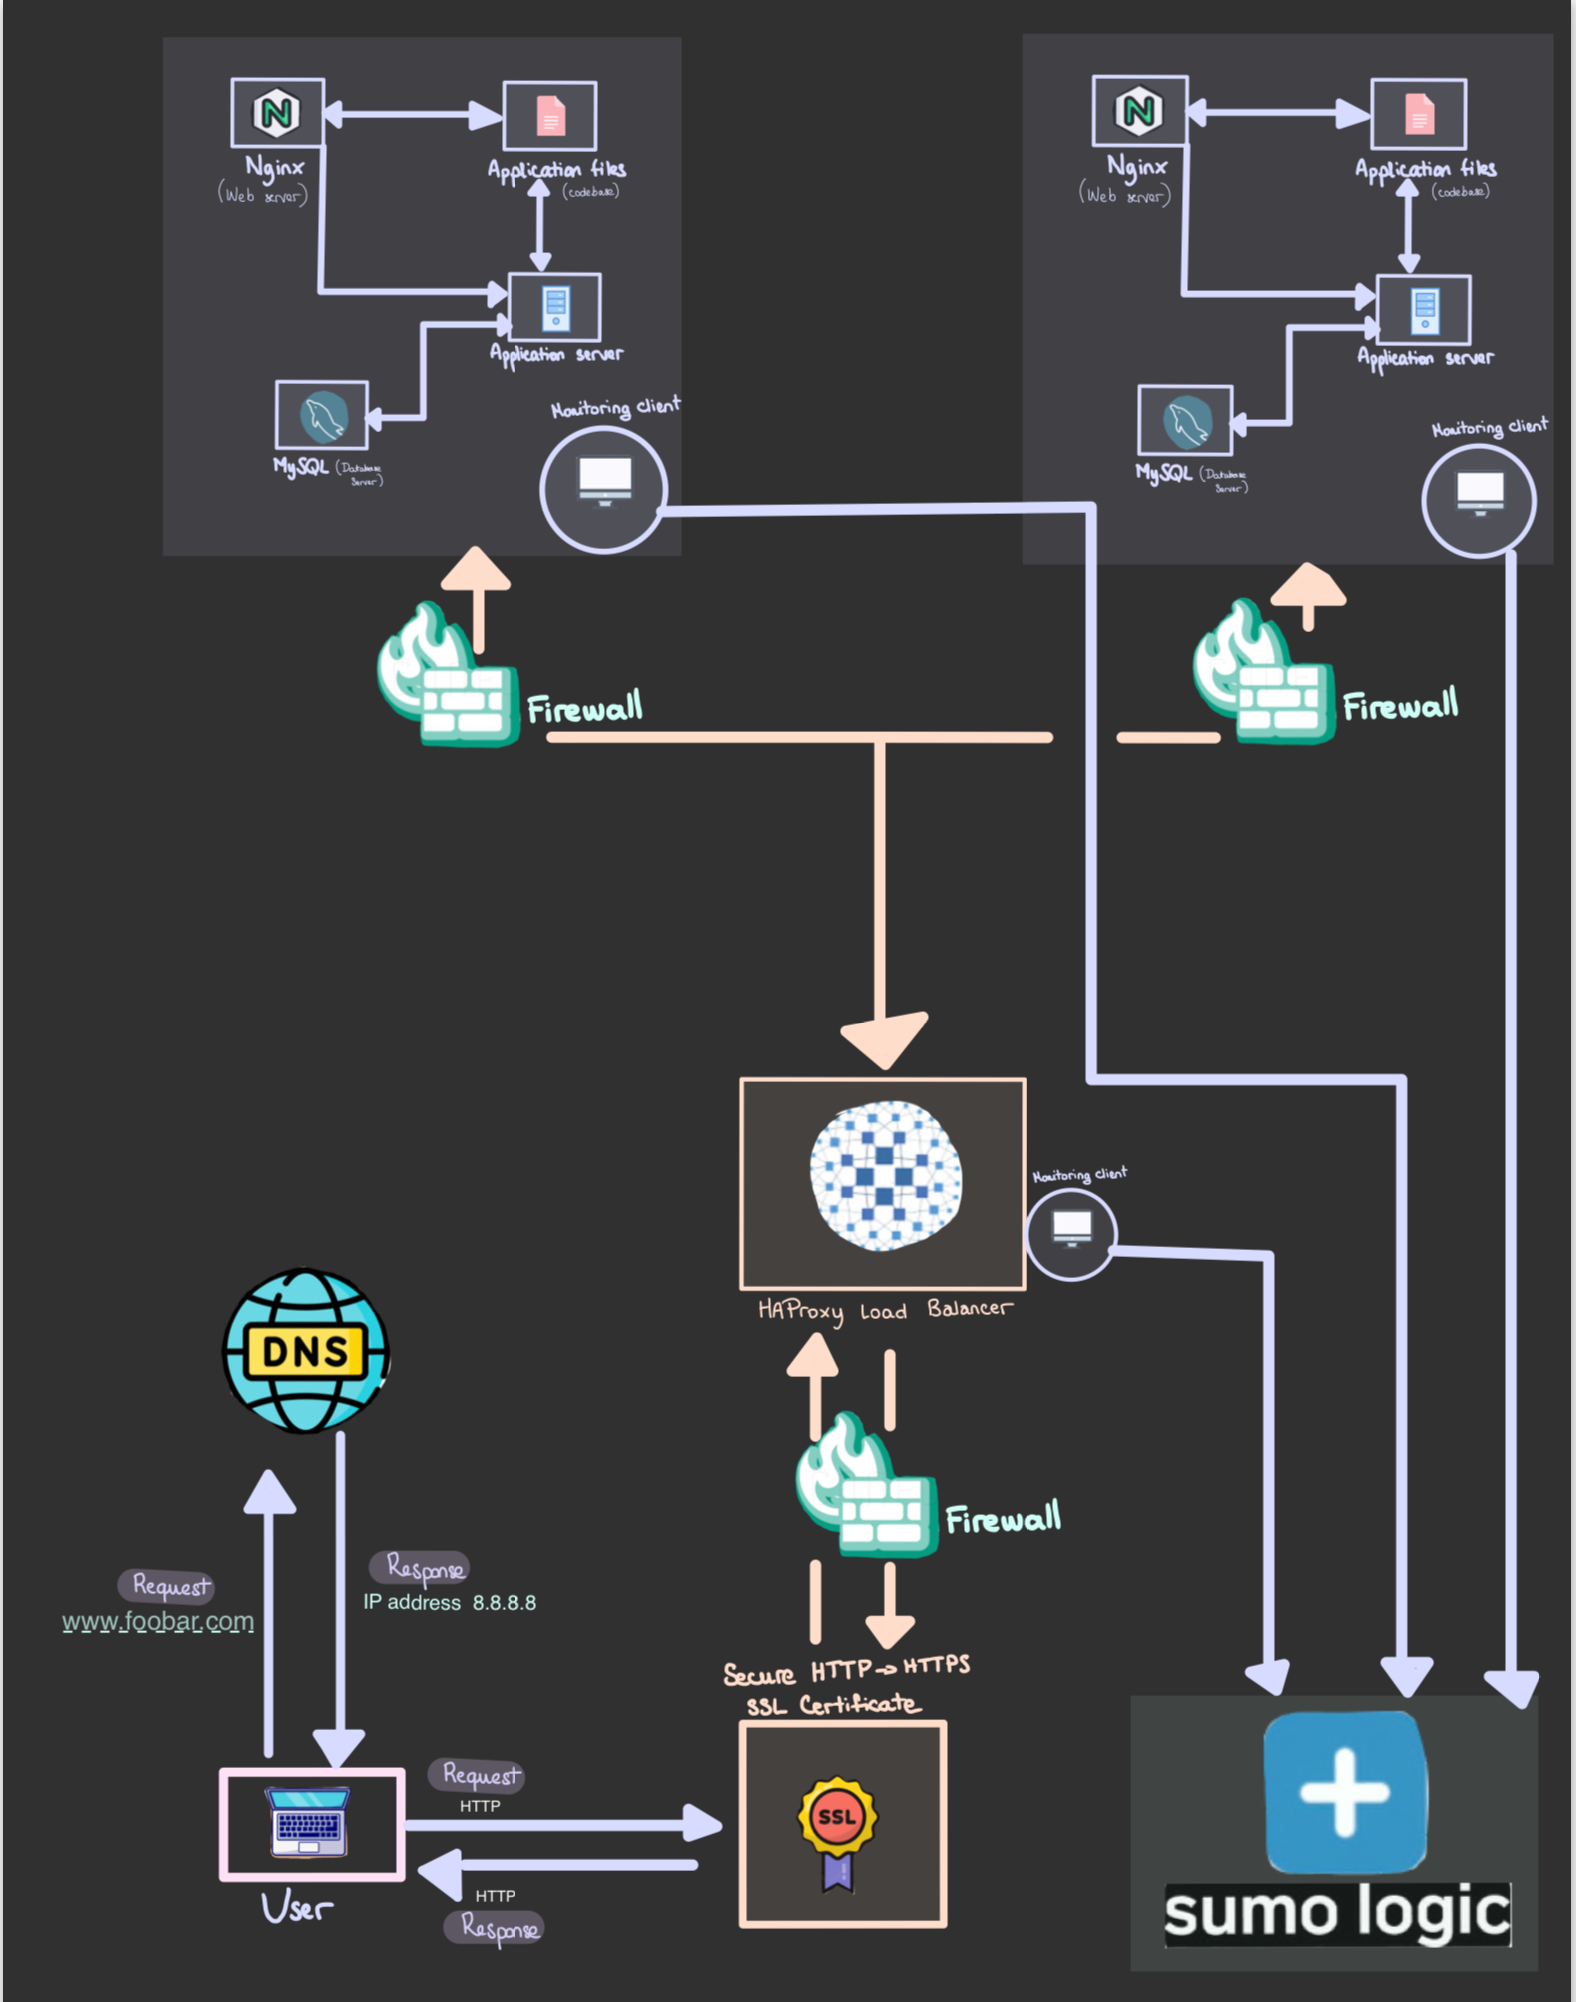 Nginx
(Web server)
Application files
(codebase)
Application server
MySQL (Database
Server)
Monitoring client
Nginx
(Web server)
Application files
(codebase)
Application server
MySQL (Database
Server)
Monitoring client
Firewall
Firewall
Monitoring client
HAProxy Load Balancer
DNS
Firewall
Request
www.foobar.com
Response
IP address 8.8.8.8
Secure HTTP→HTTPS
SSL Certificate
SSL
Request
HTTP
HTTP
Response
User
sumo logic